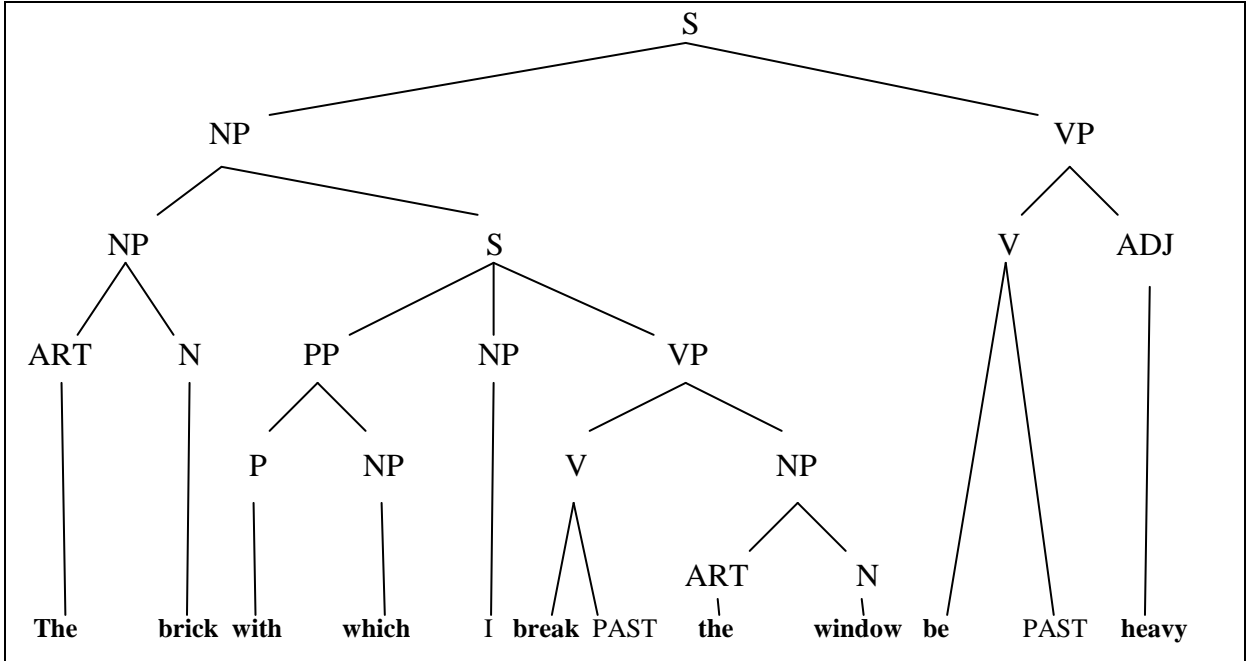 S
NP VP
NP S V ADJ
ART N PP NP VP
P NP V NP
ART N
The brick with which I break PAST the window be PAST heavy